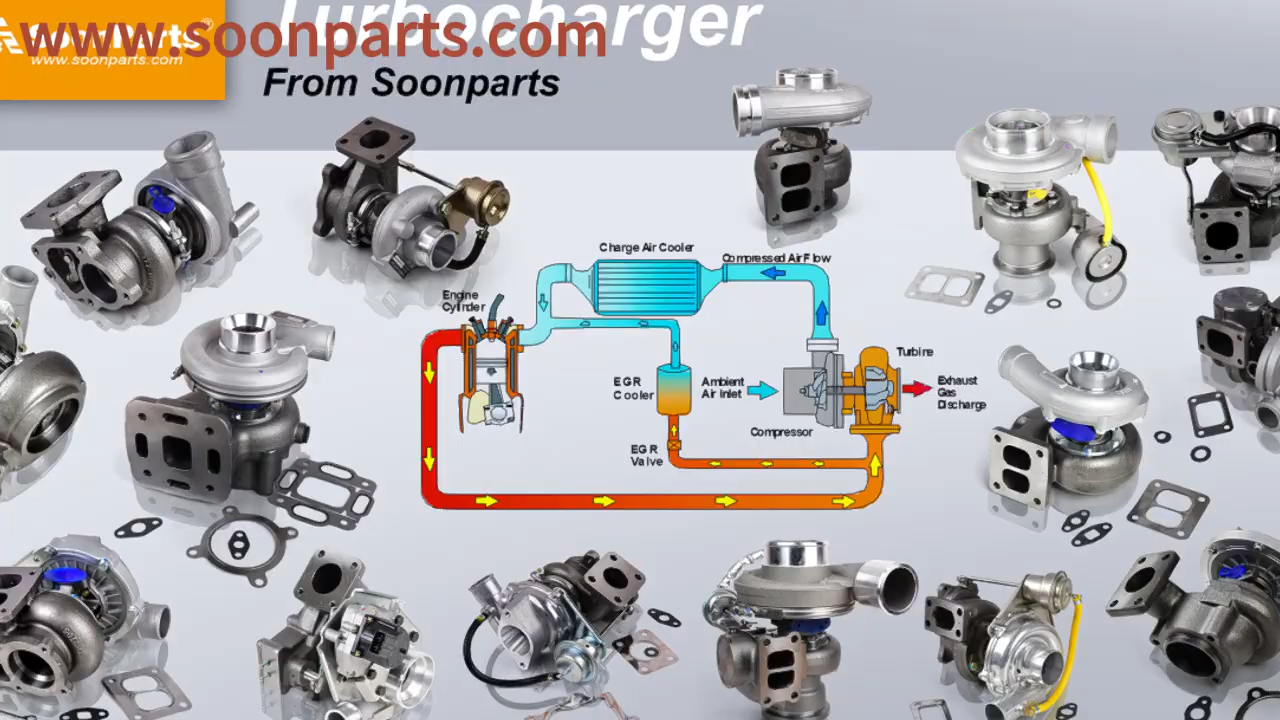 Turbocharger
SoonParts®
www.soonparts.com
www.soonparts.com
From Soonparts
Charge Air Cooler
Compressed Air Flow
Engine
Cylinder
Turbine
EGR
Cooler
Ambient
Air Inlet
Exhaust
Gas
Discharge
Compressor
EGR
Valve